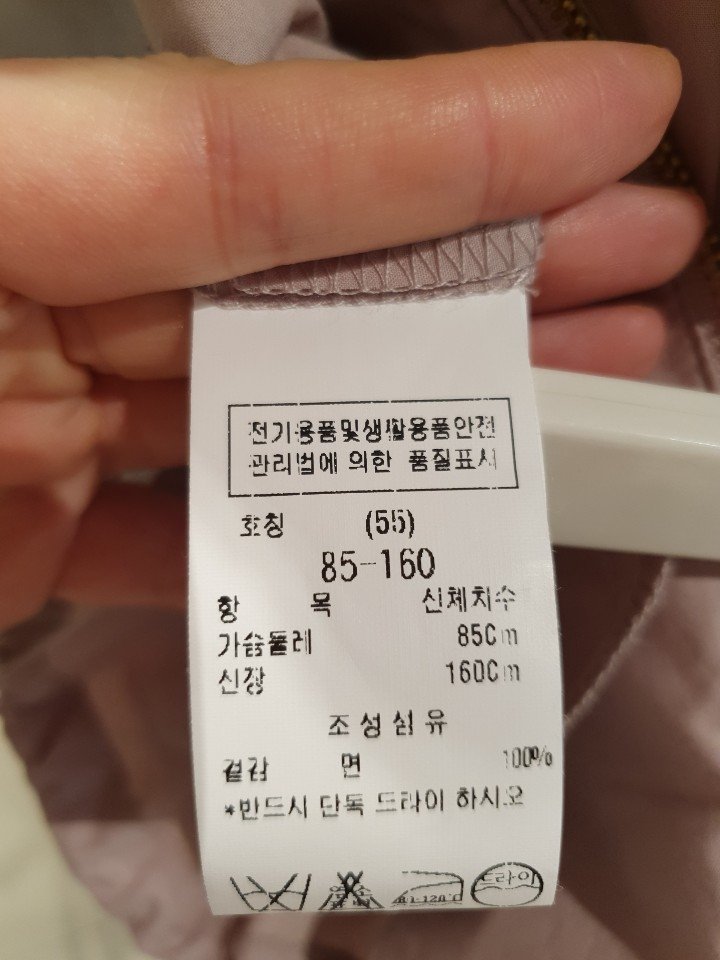 전기용품및생활용품안전
관리법에 의한 품질표시
호칭 (55)
85-160
항 목 신체치수
가슴둘레 85Cm
신장 160Cm
조성섬유
겉감 면 100%
*반드시 단독 드라이 하시오
드라이